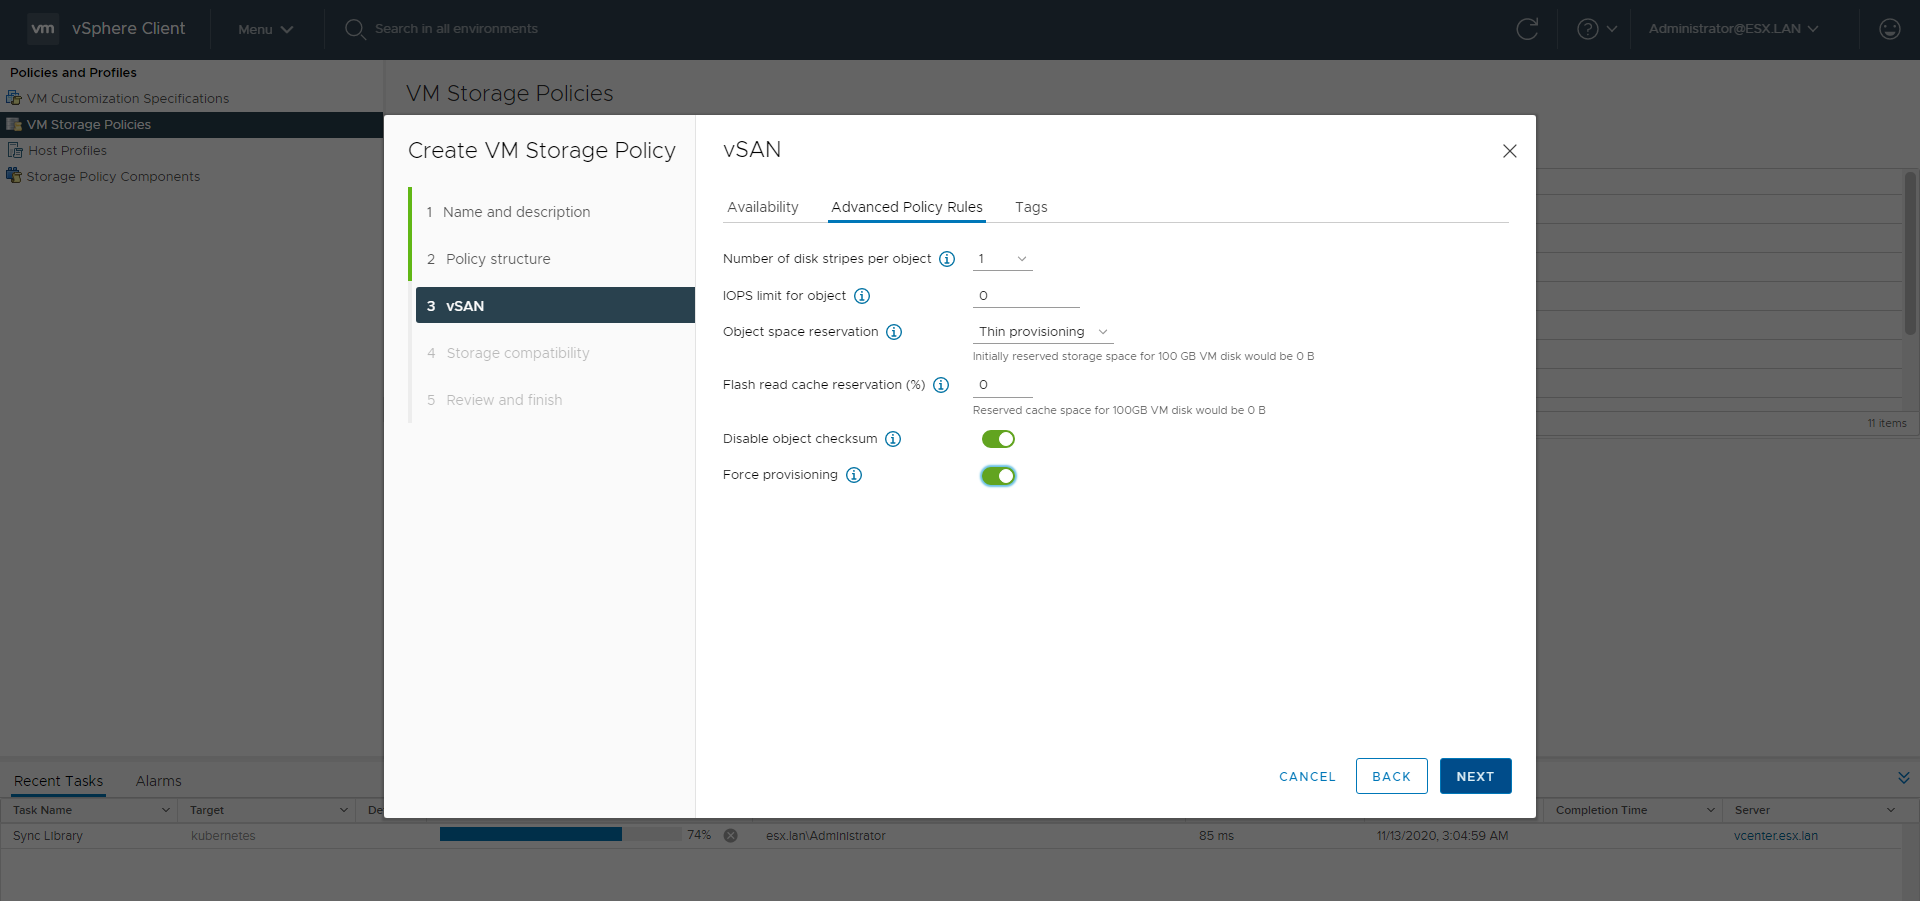 vm vSphere Client Menu Search in all environments ? Administrator@ESX.LAN
Policies and Profiles
VM Customization Specifications
VM Storage Policies
Host Profiles
Storage Policy Components
VM Storage Policies
Create VM Storage Policy
1 Name and description
2 Policy structure
3 vSAN
4 Storage compatibility
5 Review and finish
vSAN
Availability Advanced Policy Rules Tags
Number of disk stripes per object i 1
IOPS limit for object i 0
Object space reservation i Thin provisioning
Initially reserved storage space for 100 GB VM disk would be 0 B
Flash read cache reservation (%) i 0
Reserved cache space for 100GB VM disk would be 0 B
Disable object checksum i
Force provisioning i
CANCEL BACK NEXT
11 items
Recent Tasks Alarms
Task Name Target De Completion Time Server
Sync Library kubernetes 74% esx.lan\Administrator 85 ms 11/13/2020, 3:04:59 AM vcenter.esx.lan